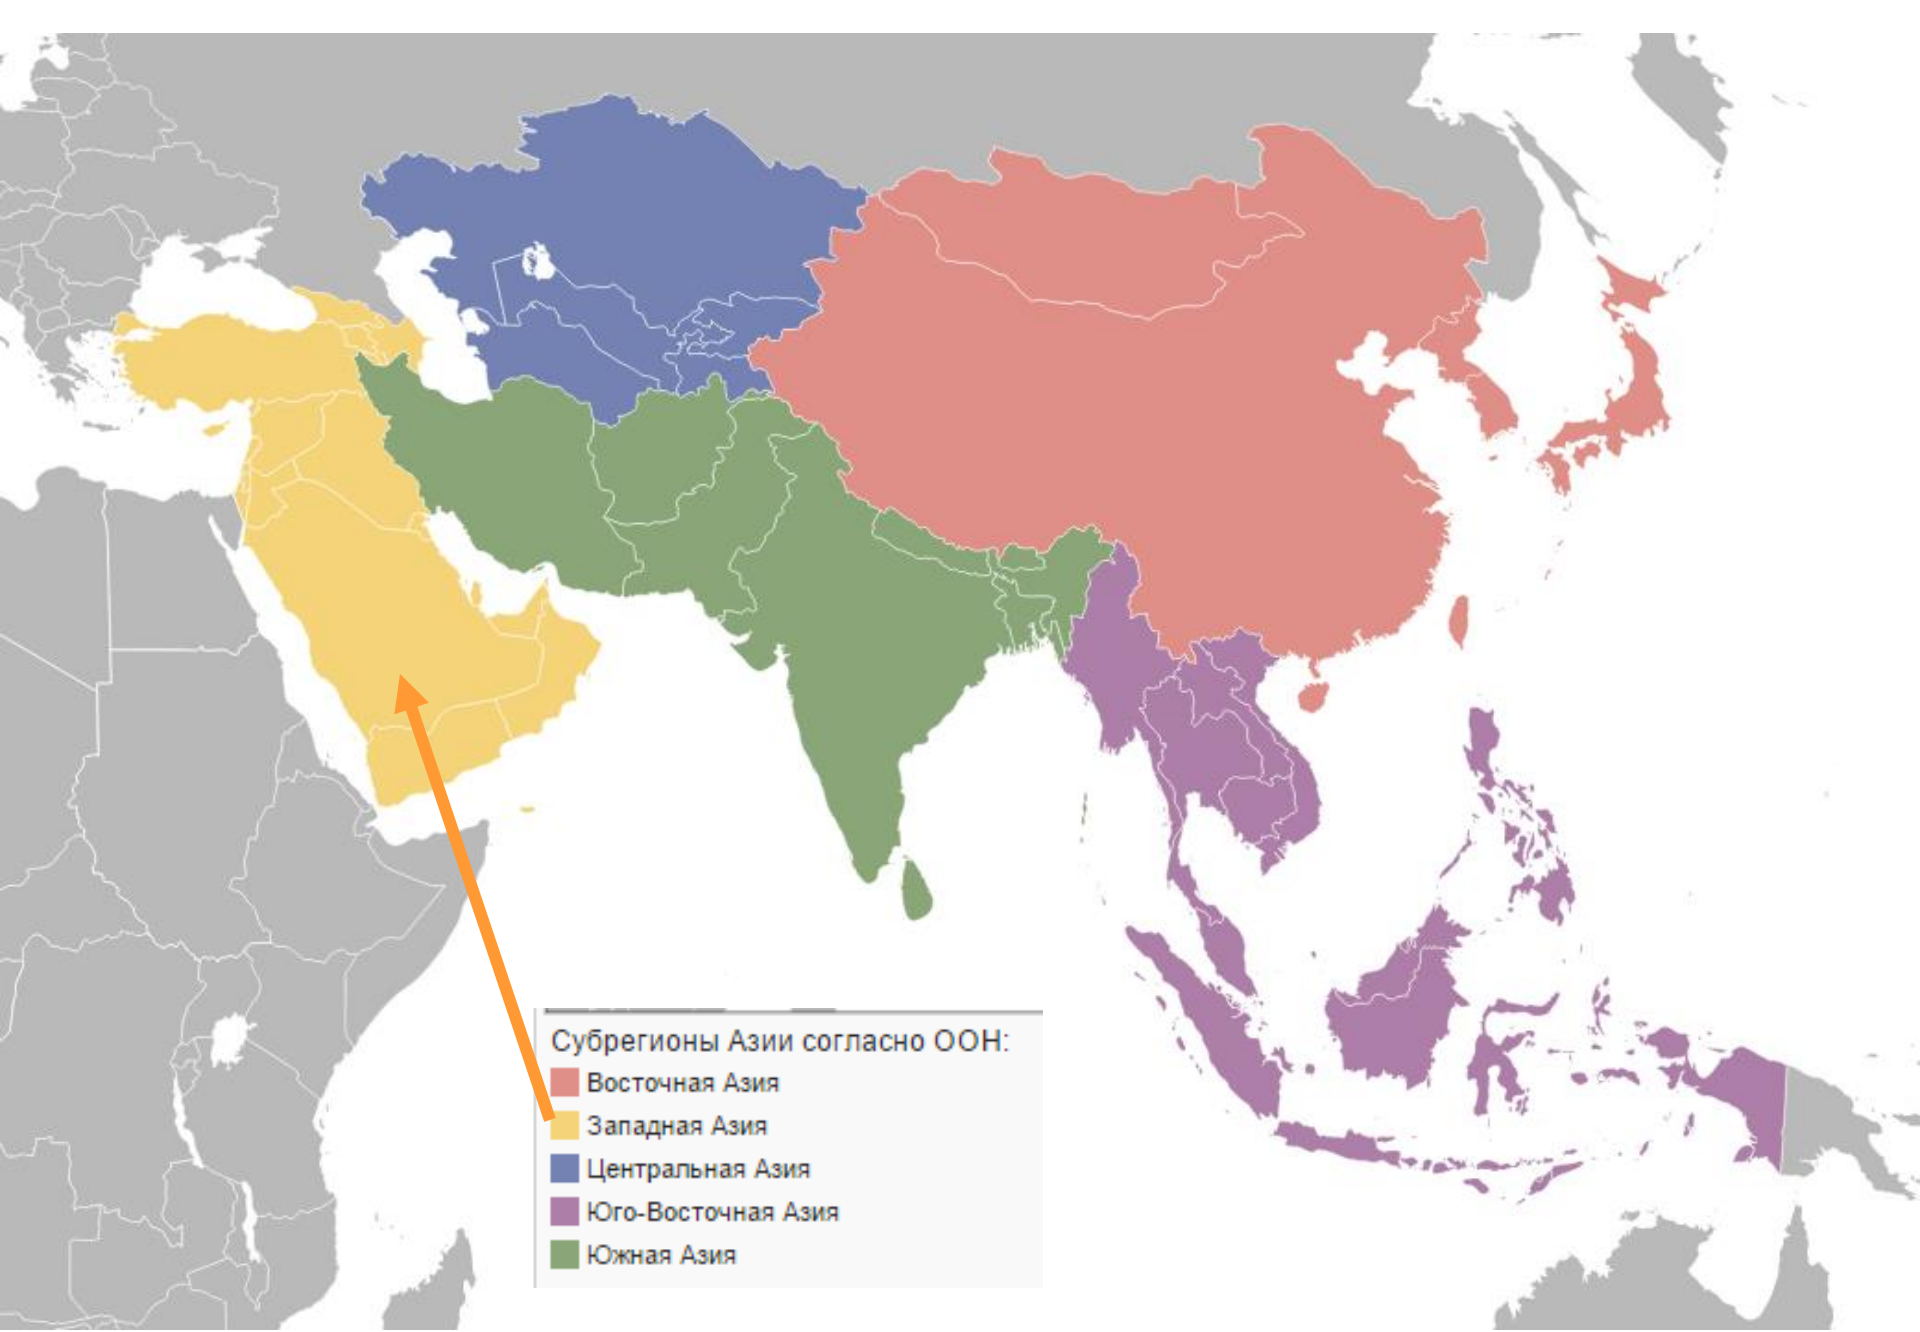 Субрегионы Азии согласно ООН:
Восточная Азия
Западная Азия
Центральная Азия
Юго-Восточная Азия
Южная Азия